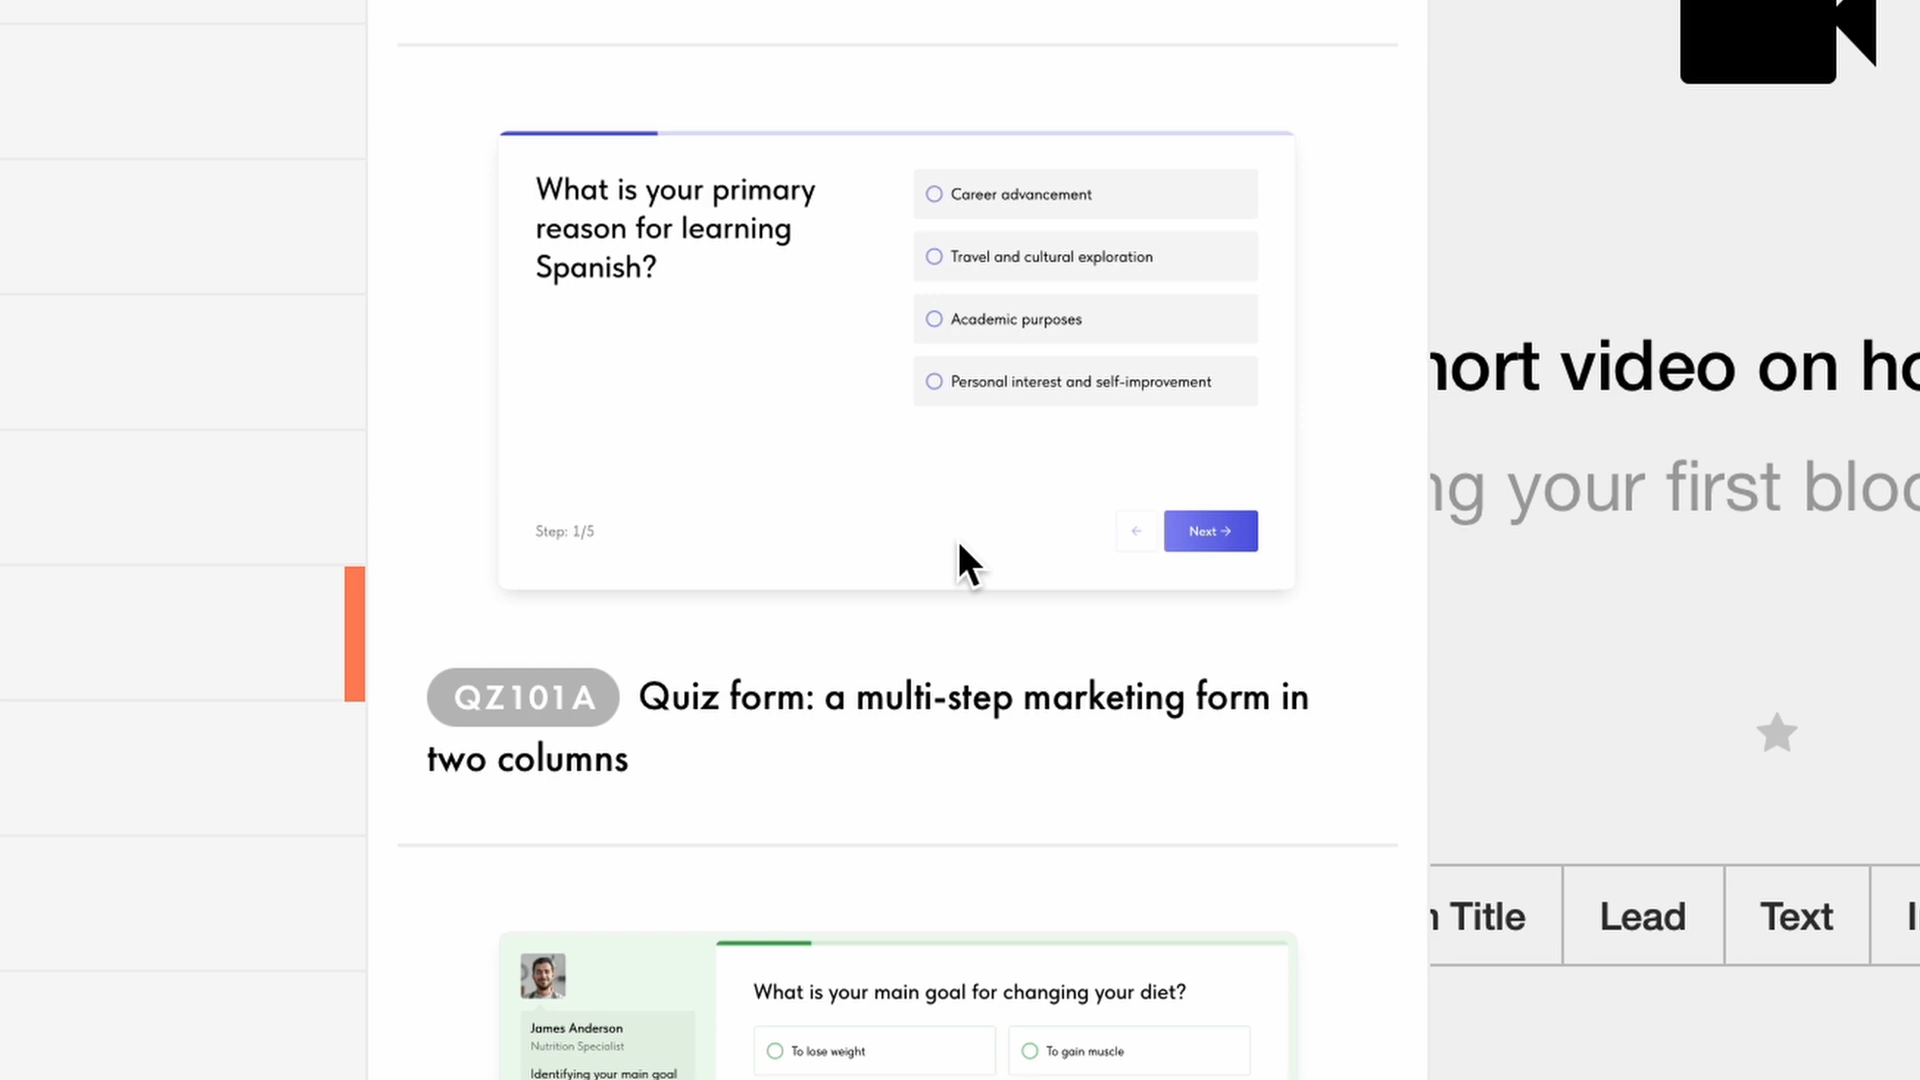 What is your primary
reason for learning
Spanish?
Career advancement
Travel and cultural exploration
Academic purposes
Personal interest and self-improvement
Step: 1/5
Next
QZ101A Quiz form: a multi-step marketing form in
two columns
What is your main goal for changing your diet?
James Anderson
Nutrition Specialist
Identifying your main goal
To lose weight
To gain muscle
video on
your first
Title
Lead
Text